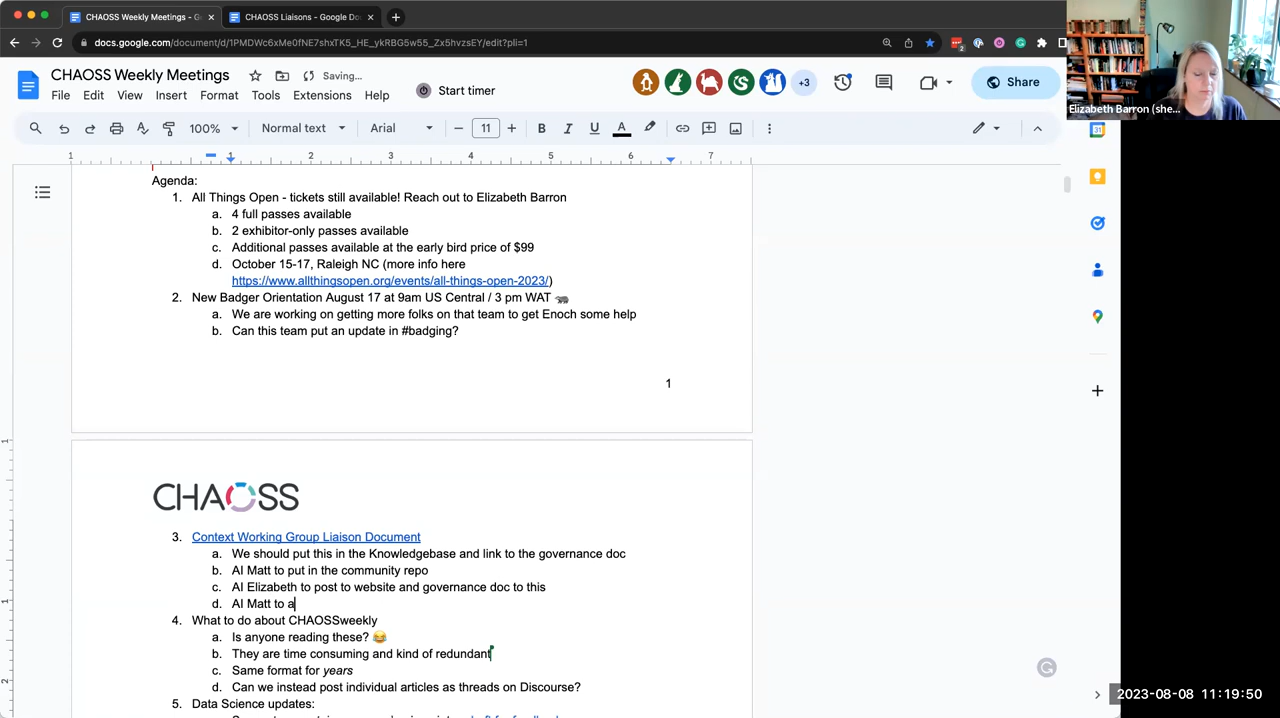 CHAOSS Weekly Meetings - G
CHAOSS Liaisons - Google Do
docs.google.com/document/d/1PMDWc6xMe0fNE7shxTK5_HE_ykRBG5w55_Zx5hvzsEY/edit?pli=1
CHAOSS Weekly Meetings
Saving...
File Edit View Insert Format Tools Extensions Help
Start timer
+3
Share
Elizabeth Barron (she
100%
Normal text
Arial
11
B I U A
1 1 2 3 4 5 6 7
31
Agenda:
1. All Things Open - tickets still available! Reach out to Elizabeth Barron
a. 4 full passes available
b. 2 exhibitor-only passes available
c. Additional passes available at the early bird price of $99
d. October 15-17, Raleigh NC (more info here
https://www.allthingsopen.org/events/all-things-open-2023/)
2. New Badger Orientation August 17 at 9am US Central / 3 pm WAT 🦡
a. We are working on getting more folks on that team to get Enoch some help
b. Can this team put an update in #badging?
1
CHAOSS
3. Context Working Group Liaison Document
a. We should put this in the Knowledgebase and link to the governance doc
b. AI Matt to put in the community repo
c. AI Elizabeth to post to website and governance doc to this
d. AI Matt to a
4. What to do about CHAOSSweekly
a. Is anyone reading these? 😂
b. They are time consuming and kind of redundant
c. Same format for years
d. Can we instead post individual articles as threads on Discourse?
5. Data Science updates:
2023-08-08 11:19:50